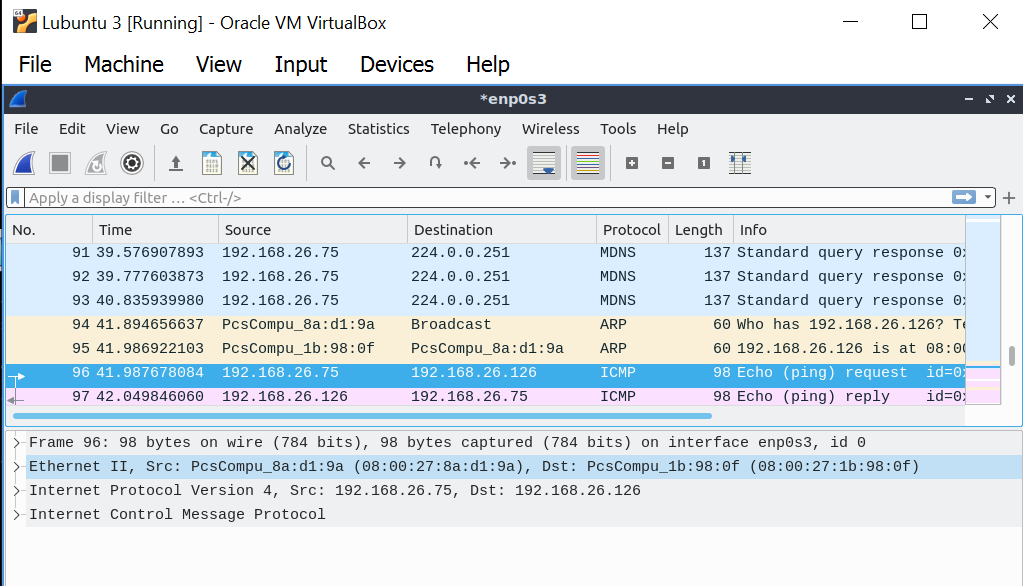 Lubuntu 3 [Running] - Oracle VM VirtualBox
File Machine View Input Devices Help
*enp0s3
File Edit View Go Capture Analyze Statistics Telephony Wireless Tools Help
Apply a display filter … <Ctrl-/>
No. Time Source Destination Protocol Length Info
91 39.576907893 192.168.26.75 224.0.0.251 MDNS 137 Standard query response 0x
92 39.777603873 192.168.26.75 224.0.0.251 MDNS 137 Standard query response 0x
93 40.835939980 192.168.26.75 224.0.0.251 MDNS 137 Standard query response 0x
94 41.894656637 PcsCompu_8a:d1:9a Broadcast ARP 60 Who has 192.168.26.126? Te
95 41.986922103 PcsCompu_1b:98:0f PcsCompu_8a:d1:9a ARP 60 192.168.26.126 is at 08:00
96 41.987678084 192.168.26.75 192.168.26.126 ICMP 98 Echo (ping) request id=0x
97 42.049846060 192.168.26.126 192.168.26.75 ICMP 98 Echo (ping) reply id=0x
Frame 96: 98 bytes on wire (784 bits), 98 bytes captured (784 bits) on interface enp0s3, id 0
Ethernet II, Src: PcsCompu_8a:d1:9a (08:00:27:8a:d1:9a), Dst: PcsCompu_1b:98:0f (08:00:27:1b:98:0f)
Internet Protocol Version 4, Src: 192.168.26.75, Dst: 192.168.26.126
Internet Control Message Protocol